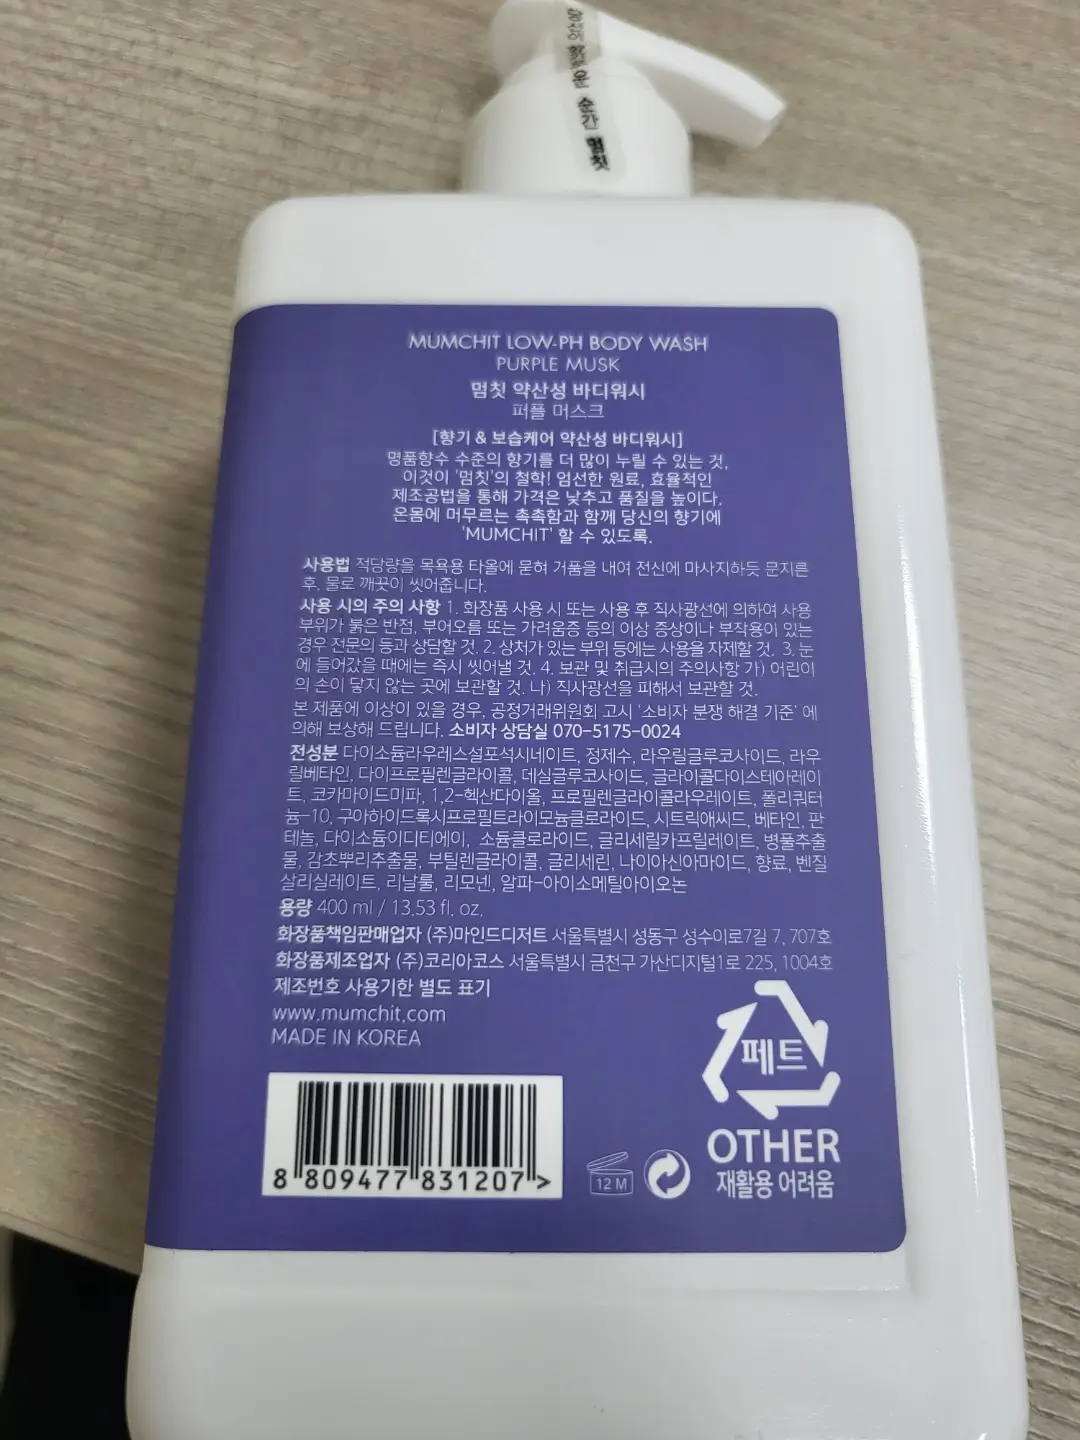 향로운 순간 멈칫
MUMCHIT LOW-PH BODY WASH
PURPLE MUSK
멈칫 약산성 바디워시
퍼플 머스크
[향기 & 보습케어 약산성 바디워시]
명품향수 수준의 향기를 더 많이 누릴 수 있는 것,
이것이 '멈칫'의 철학! 엄선한 원료, 효율적인
제조공법을 통해 가격은 낮추고 품질을 높이다.
온몸에 머무르는 촉촉함과 함께 당신의 향기에
'MUMCHIT' 할 수 있도록.
사용법 적당량을 목욕용 타올에 묻혀 거품을 내여 전신에 마사지하듯 문지른
후, 물로 깨끗이 씻어줍니다.
사용 시의 주의 사항 1. 화장품 사용 시 또는 사용 후 직사광선에 의하여 사용
부위가 붉은 반점, 부어오름 또는 가려움증 등의 이상 증상이나 부작용이 있는
경우 전문의 등과 상담할 것. 2. 상처가 있는 부위 등에는 사용을 자제할 것. 3. 눈
에 들어갔을 때에는 즉시 씻어낼 것. 4. 보관 및 취급시의 주의사항 가) 어린이
의 손이 닿지 않는 곳에 보관할 것. 나) 직사광선을 피해서 보관할 것.
본 제품에 이상이 있을 경우, 공정거래위원회 고시 '소비자 분쟁 해결 기준' 에
의해 보상해 드립니다. 소비자 상담실 070-5175-0024
전성분 다이소듐라우레스설포석시네이트, 정제수, 라우릴글루코사이드, 라우
릴베타인, 다이프로필렌글라이콜, 데실글루코사이드, 글라이콜다이스테아레이
트, 코카마이드미파, 1,2-헥산다이올, 프로필렌글라이콜라우레이트, 폴리쿼터
늄-10, 구아하이드록시프로필트라이모늄클로라이드, 시트릭애씨드, 베타인, 판
테놀, 다이소듐이디티에이, 소듐클로라이드, 글리세릴카프릴레이트, 병풀추출
물, 감초뿌리추출물, 부틸렌글라이콜, 글리세린, 나이아신아마이드, 향료, 벤질
살리실레이트, 리날룰, 리모넨, 알파-아이소메틸아이오논
용량 400 ml / 13.53 fl. oz.
화장품책임판매업자 (주)마인드디저트 서울특별시 성동구 성수이로7길 7, 707호
화장품제조업자 (주)코리아코스 서울특별시 금천구 가산디지털1로 225, 1004호
제조번호 사용기한 별도 표기
www.mumchit.com
MADE IN KOREA
페트
OTHER
재활용 어려움
12 M
8 809477 831207 >